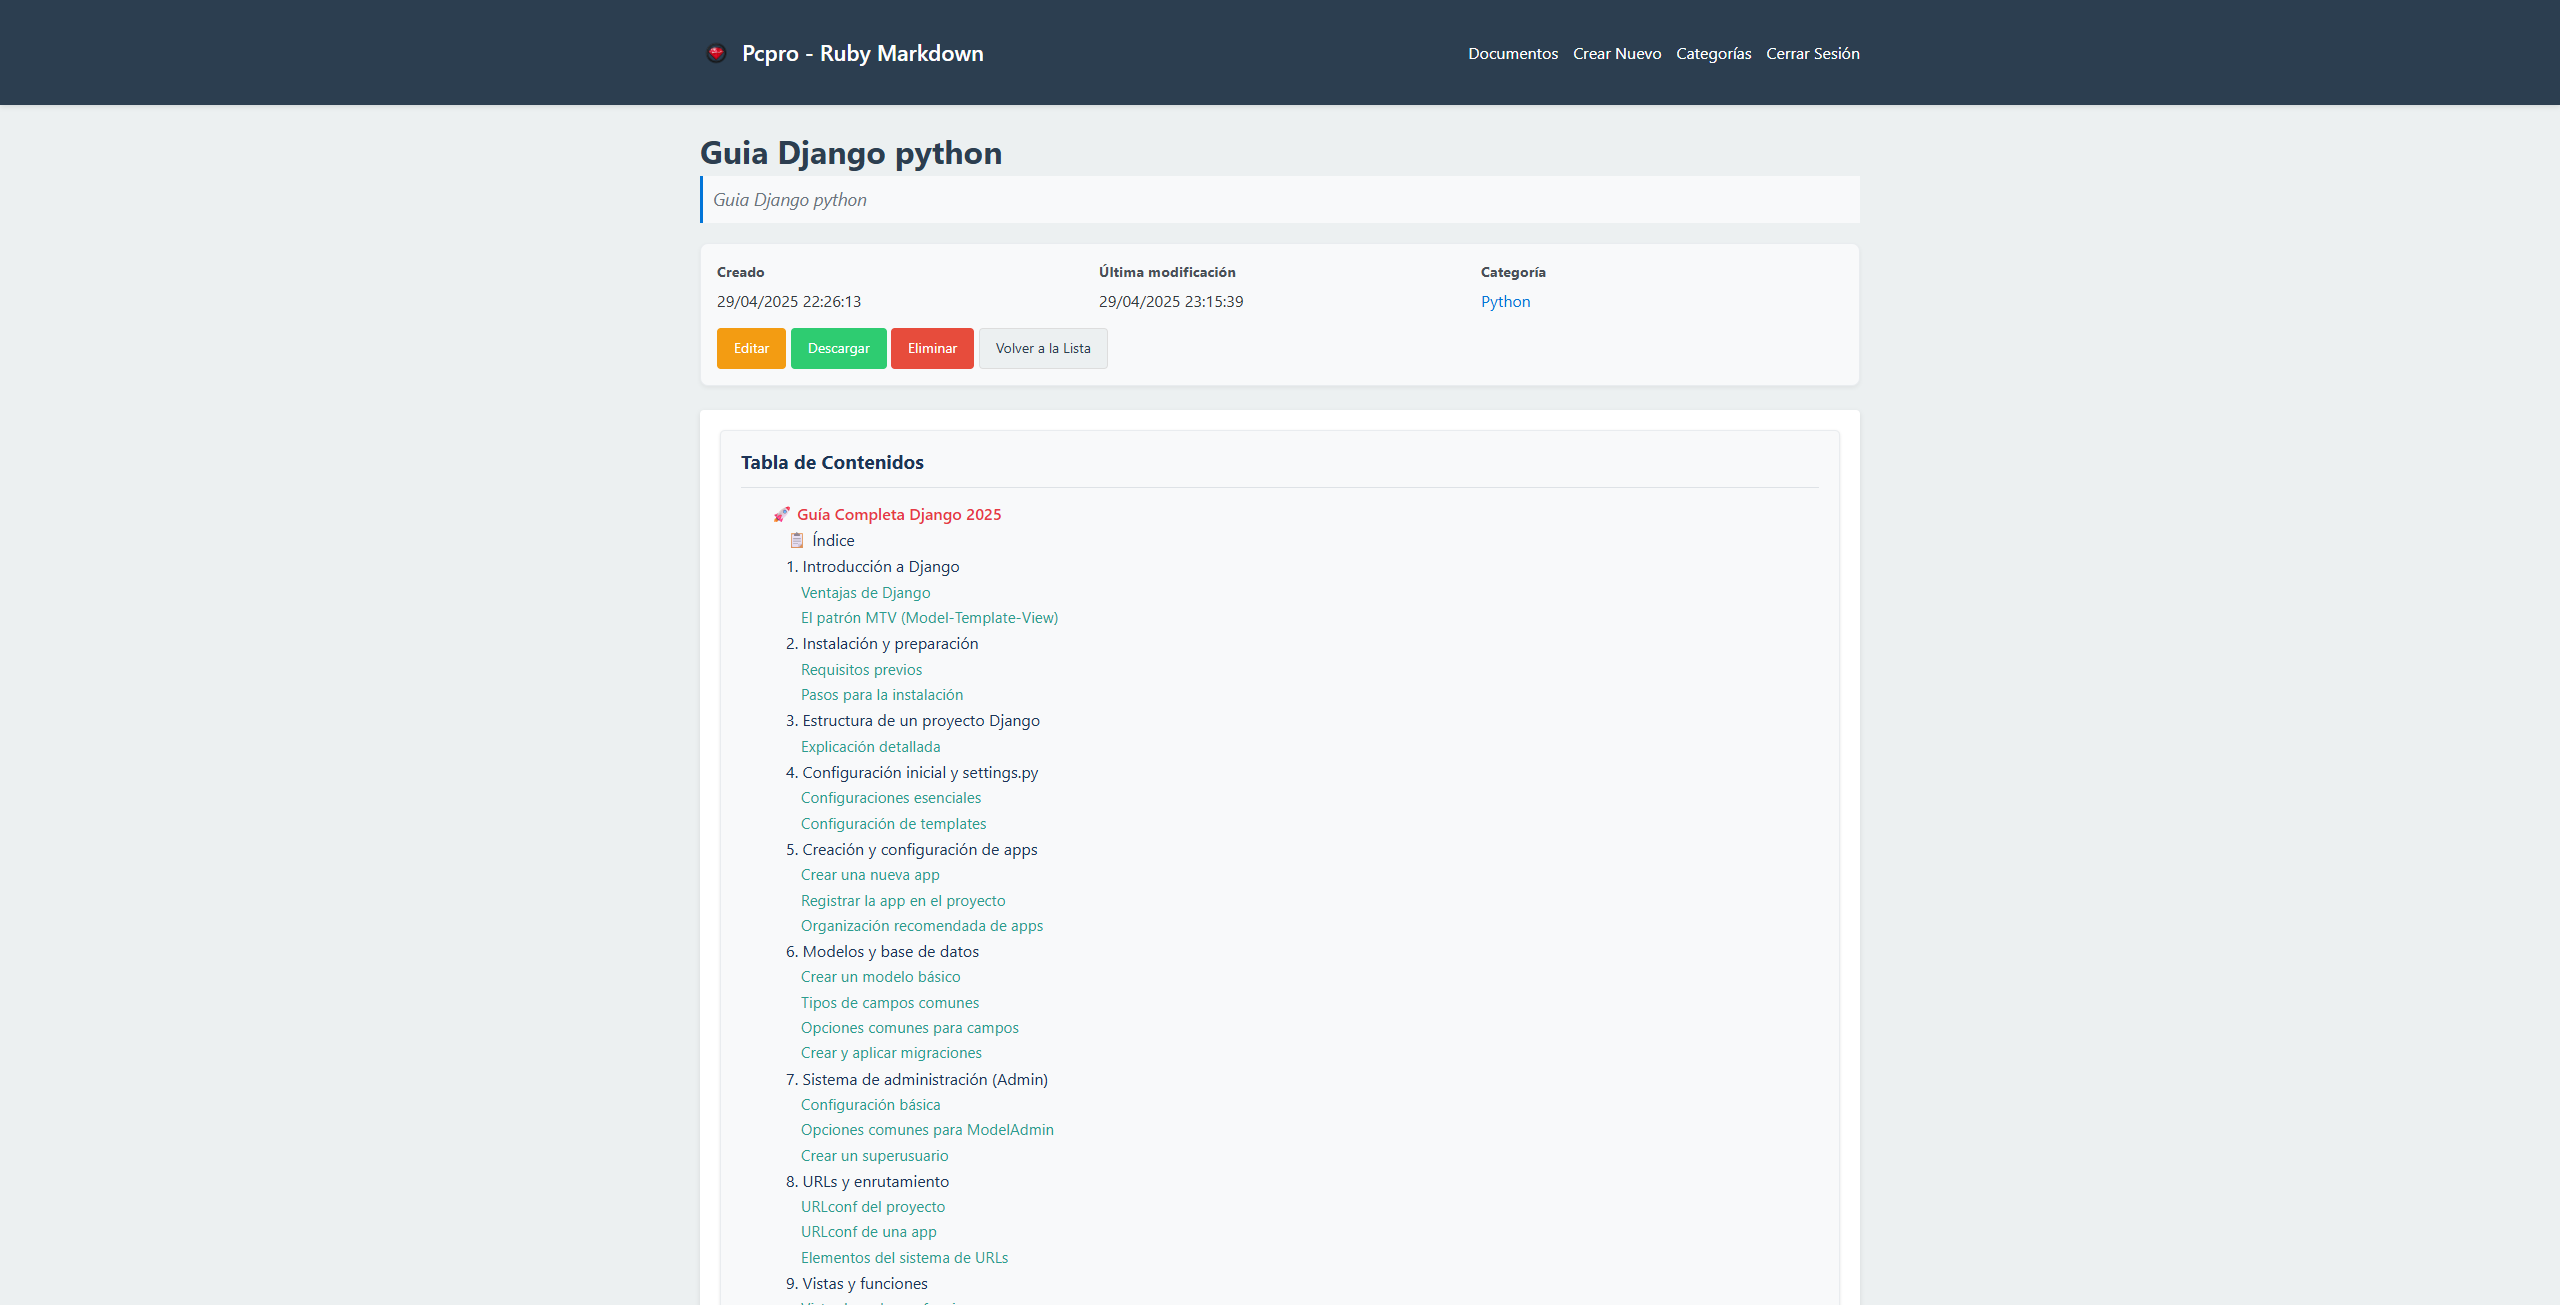 Pcpro - Ruby Markdown
Documentos Crear Nuevo Categorías Cerrar Sesión
Guia Django python
Guia Django python
Creado Última modificación Categoría
29/04/2025 22:26:13 29/04/2025 23:15:39 Python
Editar Descargar Eliminar Volver a la Lista
Tabla de Contenidos
🚀 Guía Completa Django 2025
📋 Índice
1. Introducción a Django
Ventajas de Django
El patrón MTV (Model-Template-View)
2. Instalación y preparación
Requisitos previos
Pasos para la instalación
3. Estructura de un proyecto Django
Explicación detallada
4. Configuración inicial y settings.py
Configuraciones esenciales
Configuración de templates
5. Creación y configuración de apps
Crear una nueva app
Registrar la app en el proyecto
Organización recomendada de apps
6. Modelos y base de datos
Crear un modelo básico
Tipos de campos comunes
Opciones comunes para campos
Crear y aplicar migraciones
7. Sistema de administración (Admin)
Configuración básica
Opciones comunes para ModelAdmin
Crear un superusuario
8. URLs y enrutamiento
URLconf del proyecto
URLconf de una app
Elementos del sistema de URLs
9. Vistas y funciones